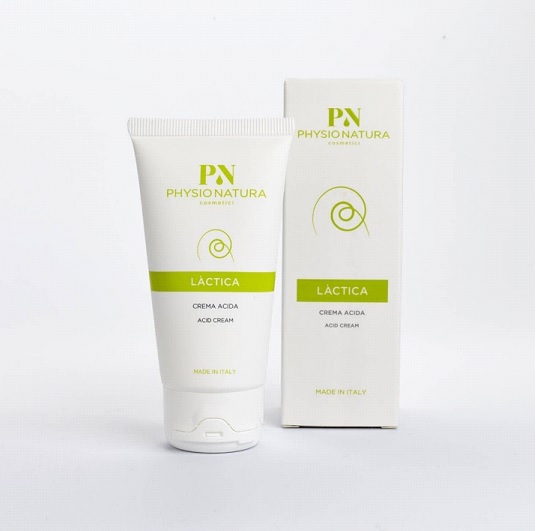 PN
PHYSIO NATURA
cosmetici
LÀCTICA
CREMA ACIDA
ACID CREAM
MADE IN ITALY
PN
PHYSIO NATURA
cosmetici
LÀCTICA
CREMA ACIDA
ACID CREAM
MADE IN ITALY